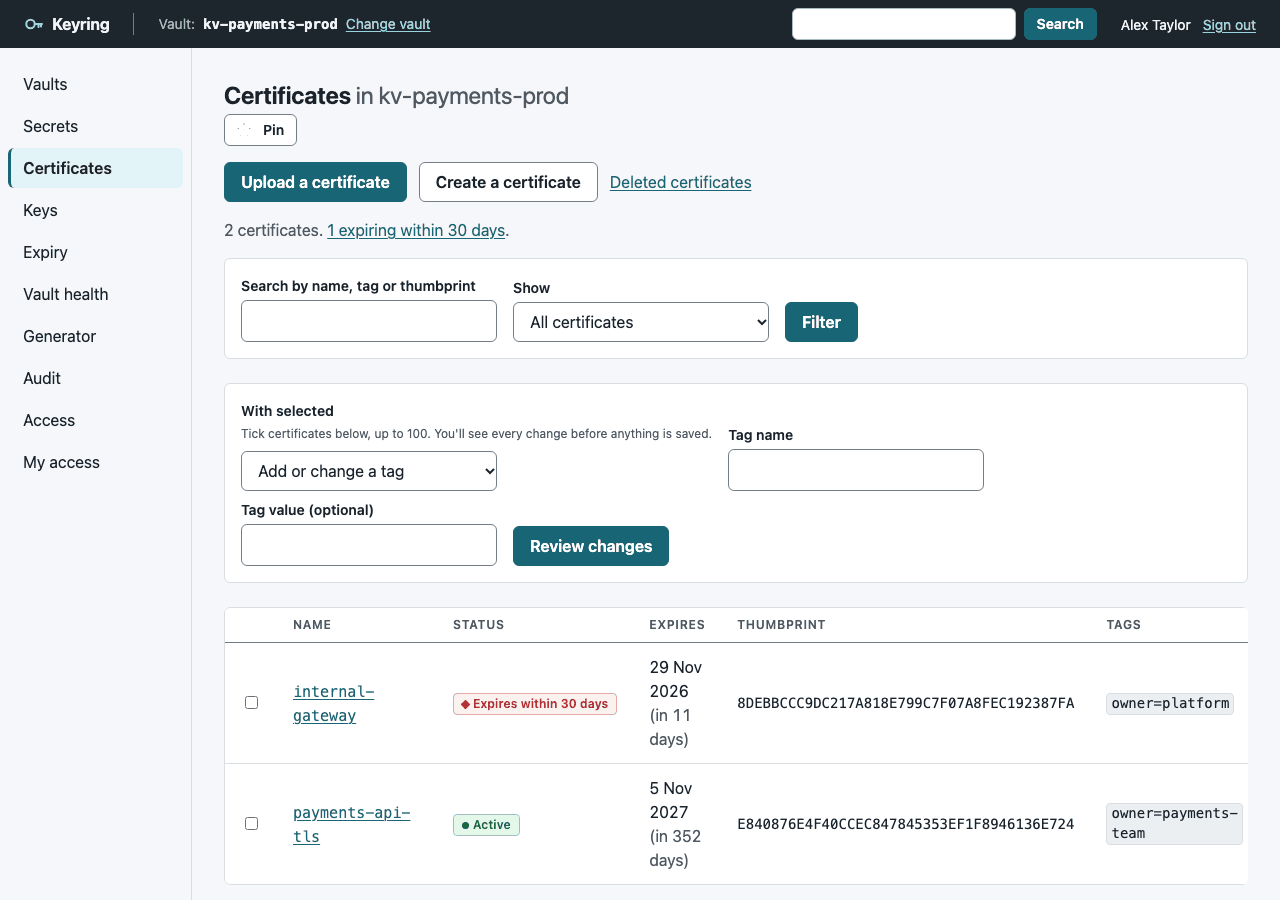 Keyring
Vault: kv-payments-prod Change vault
Search
Alex Taylor Sign out
Vaults
Secrets
Certificates
Keys
Expiry
Vault health
Generator
Audit
Access
My access
Certificates in kv-payments-prod
Pin
Upload a certificate
Create a certificate
Deleted certificates
2 certificates. 1 expiring within 30 days.
Search by name, tag or thumbprint
Show
All certificates
Filter
With selected
Tick certificates below, up to 100. You'll see every change before anything is saved.
Tag name
Add or change a tag
Tag value (optional)
Review changes
NAME STATUS EXPIRES THUMBPRINT TAGS
internal-
gateway
Expires within 30 days
29 Nov
2026
(in 11
days)
8DEBBCCC9DC217A818E799C7F07A8FEC192387FA
owner=platform
payments-api-
tls
Active
5 Nov
2027
(in 352
days)
E840876E4F40CCEC847845353EF1F8946136E724
owner=payments-
team